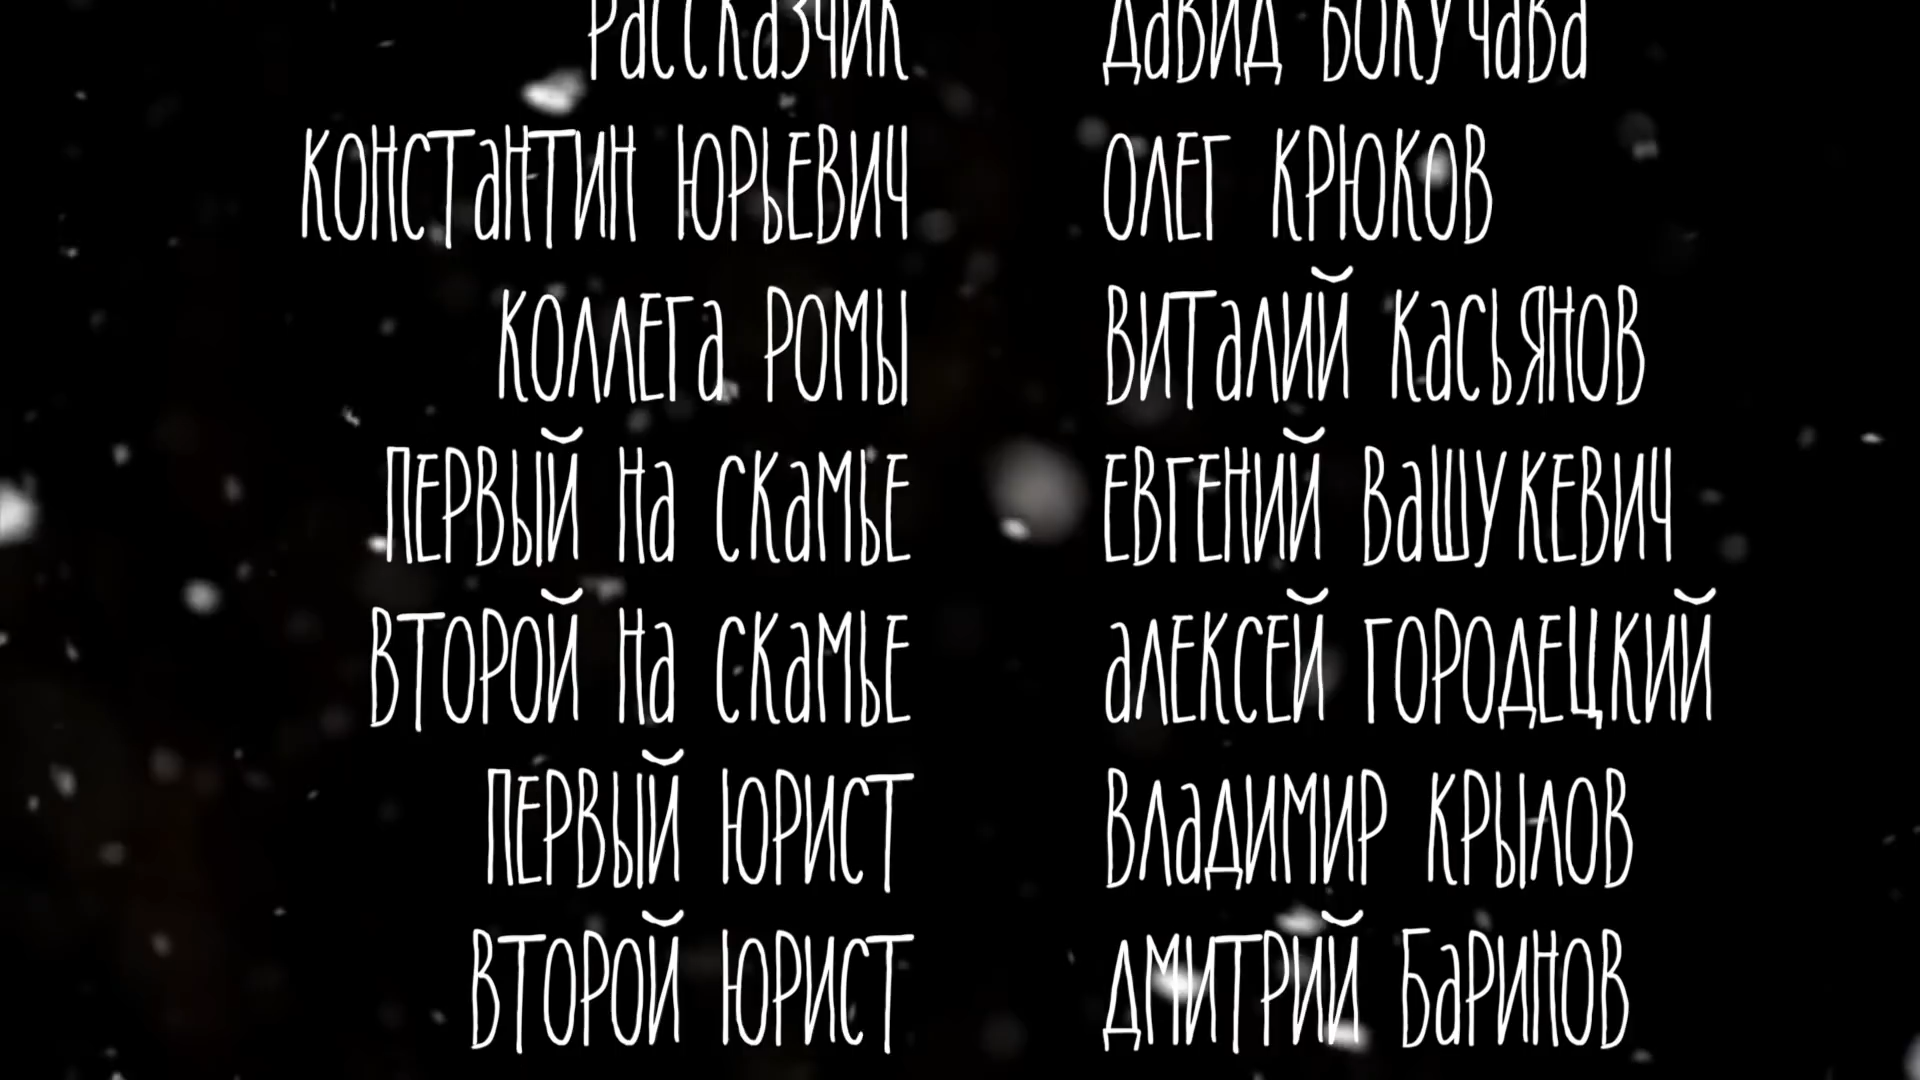 Рассказчик Давид Бокучава
Константин Юрьевич Олег Крюков
Коллега Ромы Виталий Касьянов
Первый на скамье Евгений Вашукевич
Второй на скамье Алексей Городецкий
Первый юрист Владимир Крылов
Второй юрист Дмитрий Баринов